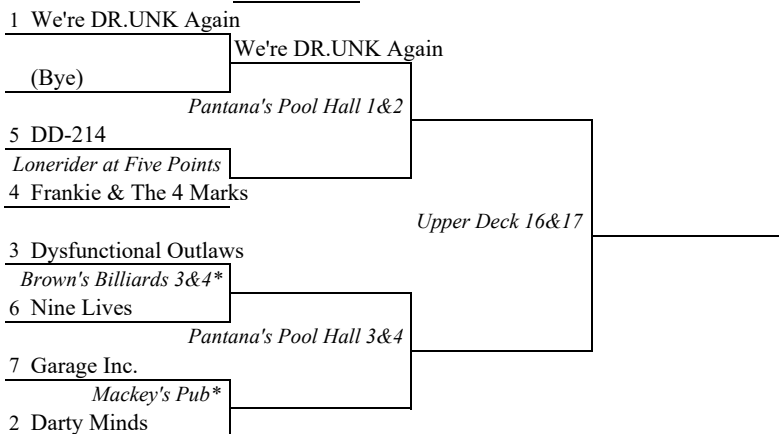 1 We're DR.UNK Again
We're DR.UNK Again
(Bye)
Pantana's Pool Hall 1&2
5 DD-214
Lonerider at Five Points
4 Frankie & The 4 Marks
Upper Deck 16&17
3 Dysfunctional Outlaws
Brown's Billiards 3&4*
6 Nine Lives
Pantana's Pool Hall 3&4
7 Garage Inc.
Mackey's Pub*
2 Darty Minds